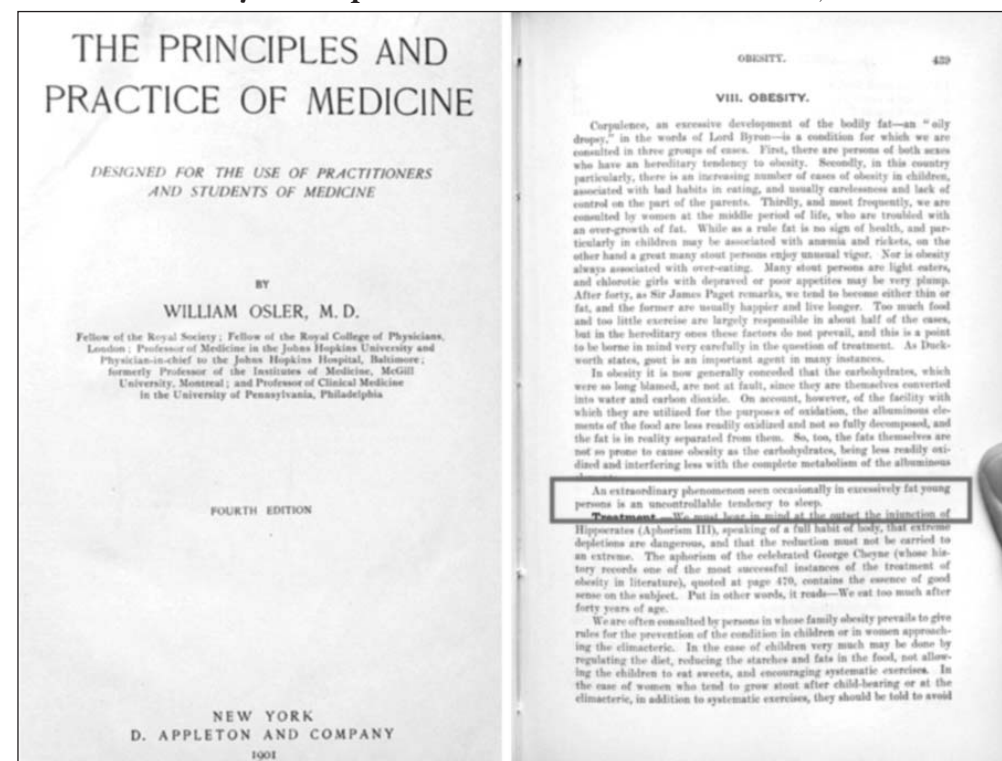 THE PRINCIPLES AND
PRACTICE OF MEDICINE
DESIGNED FOR THE USE OF PRACTITIONERS
AND STUDENTS OF MEDICINE
BY
WILLIAM OSLER, M. D.
Fellow of the Royal Society; Fellow of the Royal College of Physicians,
London; Professor of Medicine in the Johns Hopkins University and
Physician-in-chief to the Johns Hopkins Hospital, Baltimore;
formerly Professor of the Institutes of Medicine, McGill
University, Montreal; and Professor of Clinical Medicine
in the University of Pennsylvania, Philadelphia
FOURTH EDITION
NEW YORK
D. APPLETON AND COMPANY
1901
OBESITY. 439
VIII. OBESITY.
Corpulence, an excessive development of the bodily fat—an "oily
dropsy," in the words of Lord Byron—is a condition for which we are
consulted in three groups of cases. First, there are persons of both sexes
who have an hereditary tendency to obesity. Secondly, in this country
particularly, there is an increasing number of cases of obesity in children,
associated with bad habits in eating, and usually carelessness and lack of
control on the part of the parents. Thirdly, and most frequently, we are
consulted by women at the middle period of life, who are troubled with
an over-growth of fat. While as a rule fat is no sign of health, and par-
ticularly in children may be associated with anæmia and rickets, on the
other hand a great many stout persons enjoy unusual vigor. Nor is obesity
always associated with over-eating. Many stout persons are light eaters,
and chlorotic girls with depraved or poor appetites may be very plump.
After forty, as Sir James Paget remarks, we tend to become either thin or
fat, and the former are usually happier and live longer. Too much food
and too little exercise are largely responsible in about half of the cases,
but in the hereditary ones these factors do not prevail, and this is a point
to be borne in mind very carefully in the question of treatment. As Duck-
worth states, gout is an important agent in many instances.
In obesity it is now generally conceded that the carbohydrates, which
were so long blamed, are not at fault, since they are themselves converted
into water and carbon dioxide. On account, however, of the facility with
which they are utilized for the purposes of oxidation, the albuminous ele-
ments of the food are less readily oxidized and not so fully decomposed, and
the fat is in reality separated from them. So, too, the fats themselves are
not so prone to cause obesity as the carbohydrates, being less readily oxi-
dized and interfering less with the complete metabolism of the albuminous
An extraordinary phenomenon seen occasionally in excessively fat young
persons is an uncontrollable tendency to sleep.
Treatment.—We must bear in mind at the outset the injunction of
Hippocrates (Aphorism III), speaking of a full habit of body, that extreme
depletions are dangerous, and that the reduction must not be carried to
an extreme. The aphorism of the celebrated George Cheyne (whose his-
tory records one of the most successful instances of the treatment of
obesity in literature), quoted at page 470, contains the essence of good
sense on the subject. Put in other words, it reads—We eat too much after
forty years of age.
We are often consulted by persons in whose family obesity prevails to give
rules for the prevention of the condition in children or in women approach-
ing the climacteric. In the case of children very much may be done by
regulating the diet, reducing the starches and fats in the food, not allow-
ing the children to eat sweets, and encouraging systematic exercises. In
the case of women who tend to grow stout after child-bearing or at the
climacteric, in addition to systematic exercises, they should be told to avoid